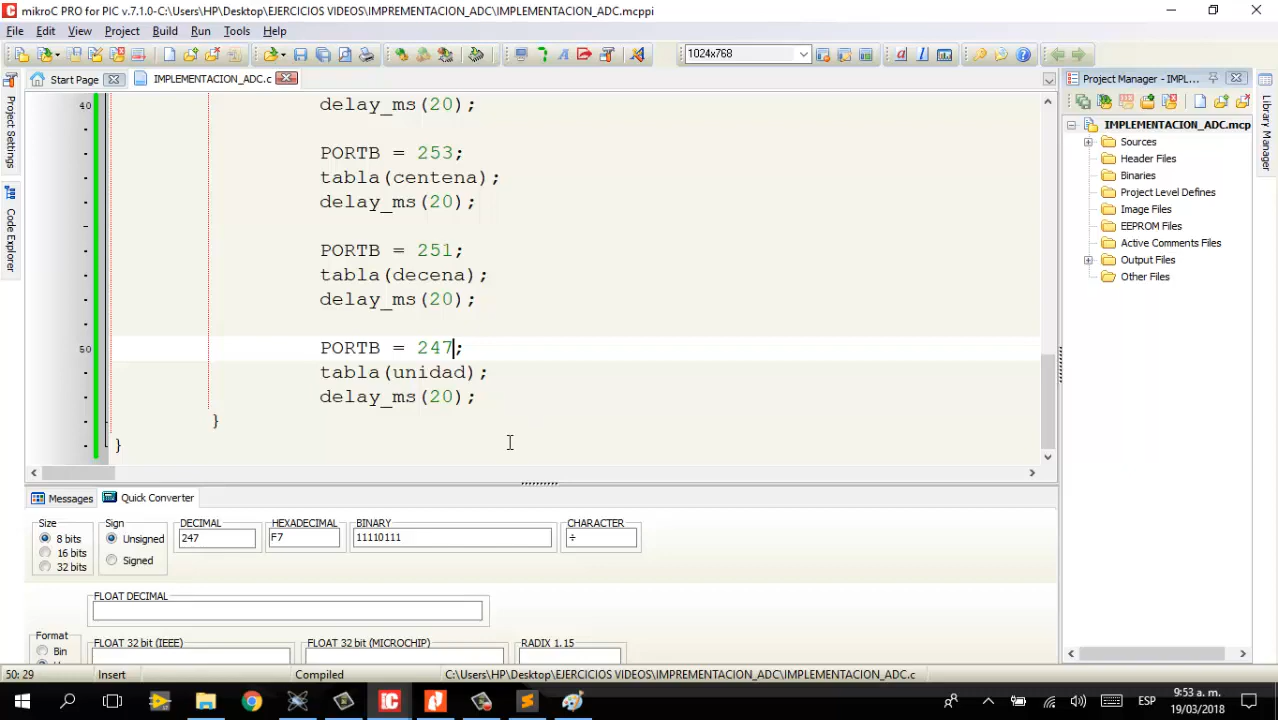 mikroC PRO for PIC v.7.1.0-C:\Users\HP\Desktop\EJERCICIOS VIDEOS\IMPREMENTACION_ADC\IMPLEMENTACION_ADC.mcppi
File Edit View Project Build Run Tools Help
1024x768
Start Page
IMPLEMENTACION_ADC.c
Project Manager - IMPL...
Project Settings
Code Explorer
Library Manager
40 delay_ms(20);
PORTB = 253;
tabla(centena);
delay_ms(20);
PORTB = 251;
tabla(decena);
delay_ms(20);
50 PORTB = 247;
tabla(unidad);
delay_ms(20);
}
}
IMPLEMENTACION_ADC.mcp
Sources
Header Files
Binaries
Project Level Defines
Image Files
EEPROM Files
Active Comments Files
Output Files
Other Files
Messages Quick Converter
Size Sign DECIMAL HEXADECIMAL BINARY CHARACTER
8 bits Unsigned 247 F7 11110111 ÷
16 bits
32 bits Signed
FLOAT DECIMAL
Format FLOAT 32 bit (IEEE) FLOAT 32 bit (MICROCHIP) RADIX 1.15
Bin
50: 29 Insert Compiled C:\Users\HP\Desktop\EJERCICIOS VIDEOS\IMPREMENTACION_ADC\IMPLEMENTACION_ADC.c
ESP
9:53 a. m.
19/03/2018